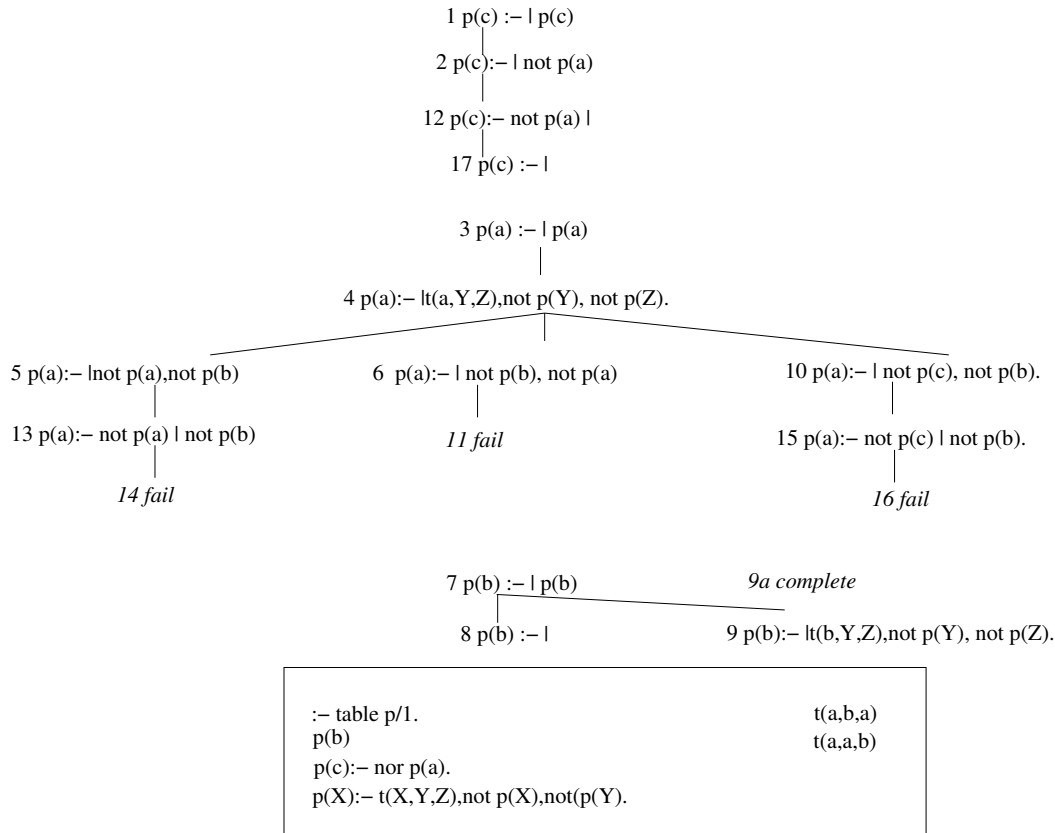 1 p(c) :− | p(c)
2 p(c):− | not p(a)
12 p(c):− not p(a) |
17 p(c) :− |
3 p(a) :− | p(a)
4 p(a):− |t(a,Y,Z),not p(Y), not p(Z).
5 p(a):− |not p(a),not p(b)
6 p(a):− | not p(b), not p(a)
10 p(a):− | not p(c), not p(b).
13 p(a):− not p(a) | not p(b)
11 fail
15 p(a):− not p(c) | not p(b).
14 fail
16 fail
7 p(b) :− | p(b)
9a complete
8 p(b) :− |
9 p(b):− |t(b,Y,Z),not p(Y), not p(Z).
:− table p/1.
t(a,b,a)
p(b)
t(a,a,b)
p(c):− nor p(a).
p(X):− t(X,Y,Z),not p(X),not(p(Y).